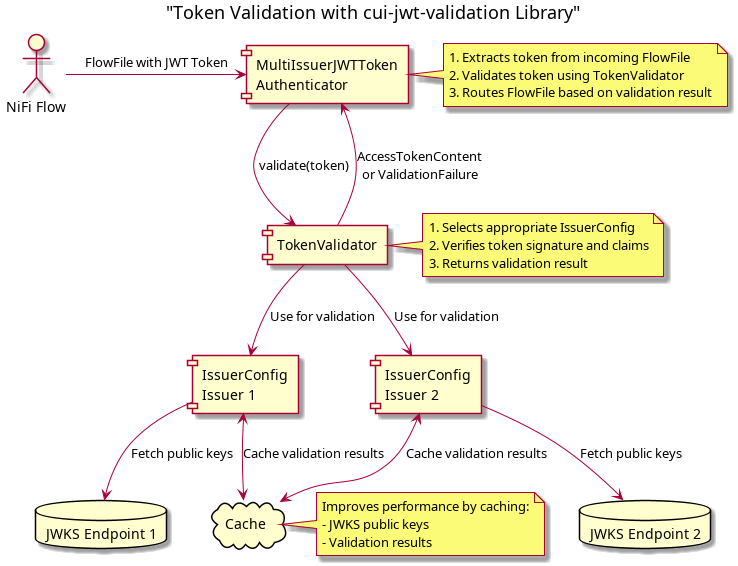 "Token Validation with cui-jwt-validation Library"
NiFi Flow
FlowFile with JWT Token
MultiIssuerJWTToken
Authenticator
1. Extracts token from incoming FlowFile
2. Validates token using TokenValidator
3. Routes FlowFile based on validation result
validate(token)
AccessTokenContent
or ValidationFailure
TokenValidator
1. Selects appropriate IssuerConfig
2. Verifies token signature and claims
3. Returns validation result
Use for validation
Use for validation
IssuerConfig
Issuer 1
IssuerConfig
Issuer 2
Fetch public keys
Cache validation results
Cache validation results
Fetch public keys
JWKS Endpoint 1
Cache
Improves performance by caching:
- JWKS public keys
- Validation results
JWKS Endpoint 2